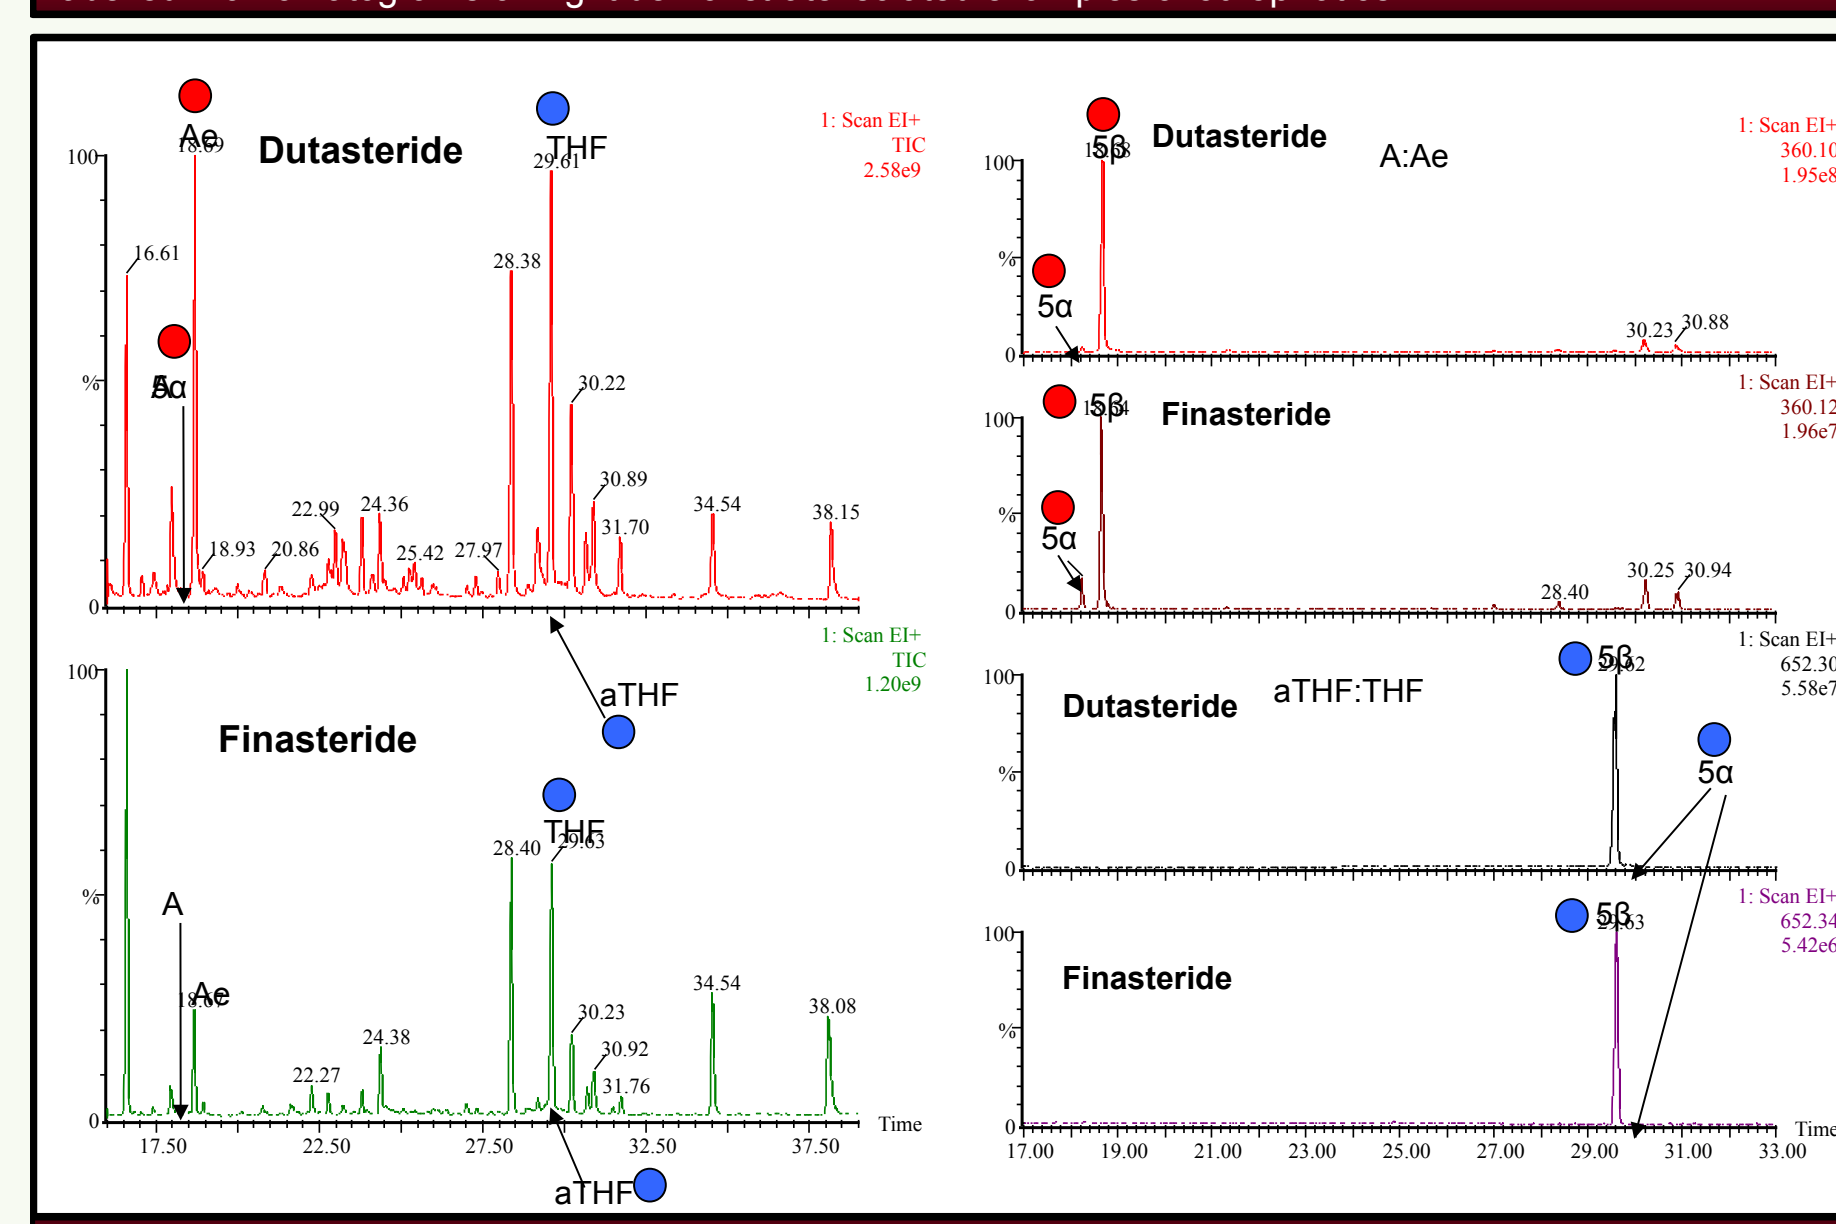 Ae
18.69
Dutasteride
THF
29.61
1: Scan EI+
TIC
2.58e9
100
16.61
28.38
5α
%
30.22
22.99
24.36
30.89
31.70
34.54
38.15
18.93
20.86
25.42
27.97
0
1: Scan EI+
TIC
1.20e9
100
aTHF
Finasteride
THF
28.40
29.63
%
A
Ae
18.67
34.54
38.08
30.23
24.38
30.92
22.27
31.76
0
Time
17.50 22.50 27.50 32.50 37.50
aTHF
5β
Dutasteride
A:Ae
1: Scan EI+
360.10
1.95e8
100
%
5α
30.23
30.88
0
5β
Finasteride
1: Scan EI+
360.12
1.96e7
100
%
5α
28.40
30.25
30.94
0
5β
29.62
1: Scan EI+
652.30
5.58e7
100
Dutasteride
aTHF:THF
%
5α
0
5β
29.63
1: Scan EI+
652.34
5.42e6
100
Finasteride
%
0
Time
17.00 19.00 21.00 23.00 25.00 27.00 29.00 31.00 33.00